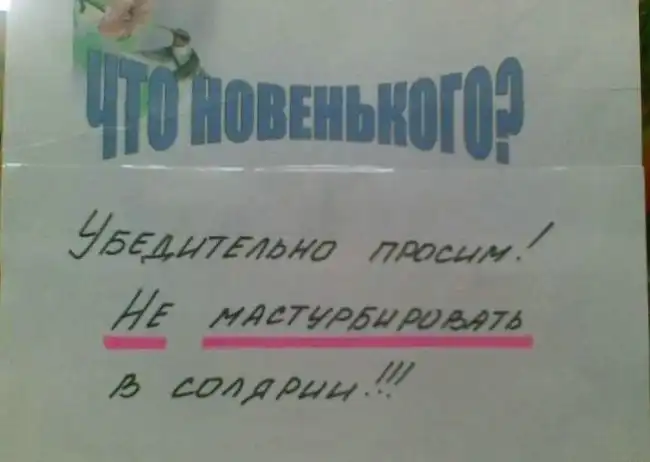 ЧТО НОВЕНЬКОГО?
Убедительно просим!
Не мастурбировать
в солярии!!!